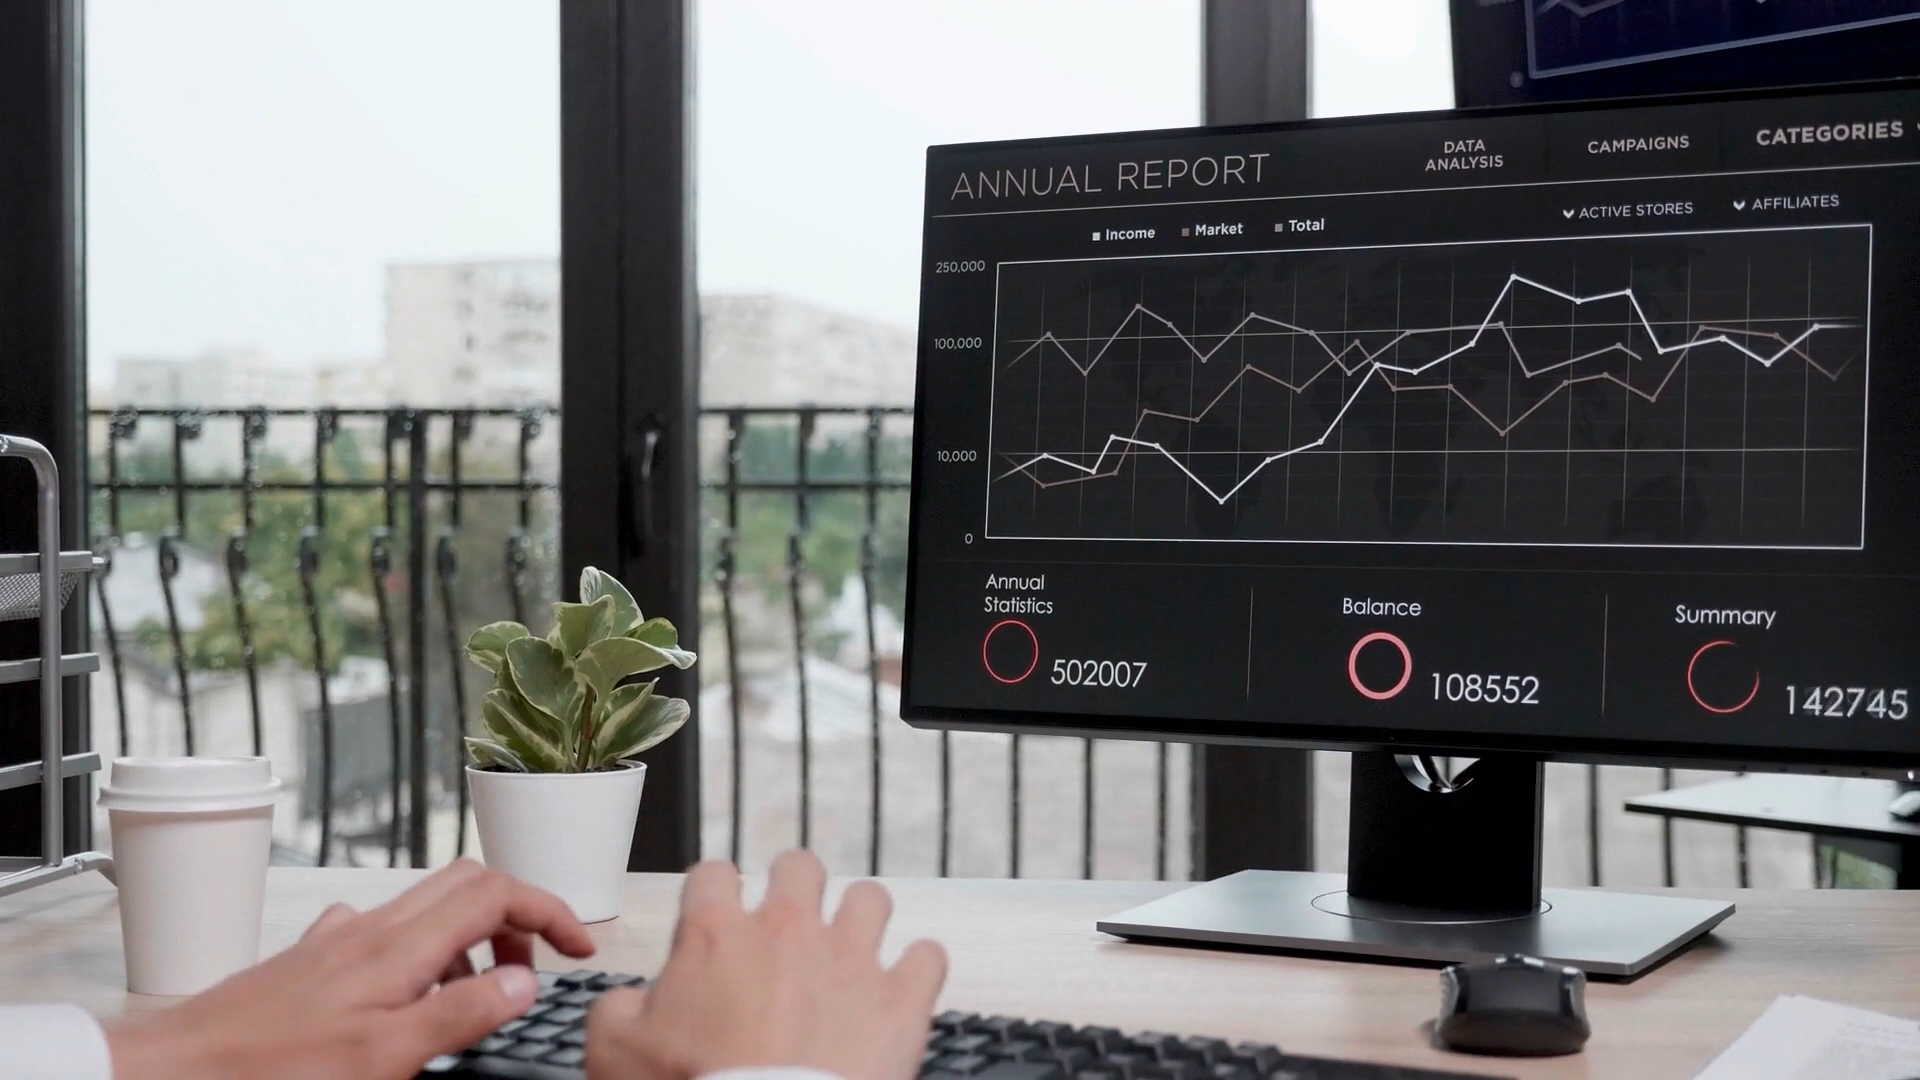 ANNUAL REPORT
DATA
ANALYSIS
CAMPAIGNS
CATEGORIES
Income
Market
Total
ACTIVE STORES
AFFILIATES
250,000
100,000
10,000
0
Annual
Statistics
502007
Balance
108552
Summary
142745